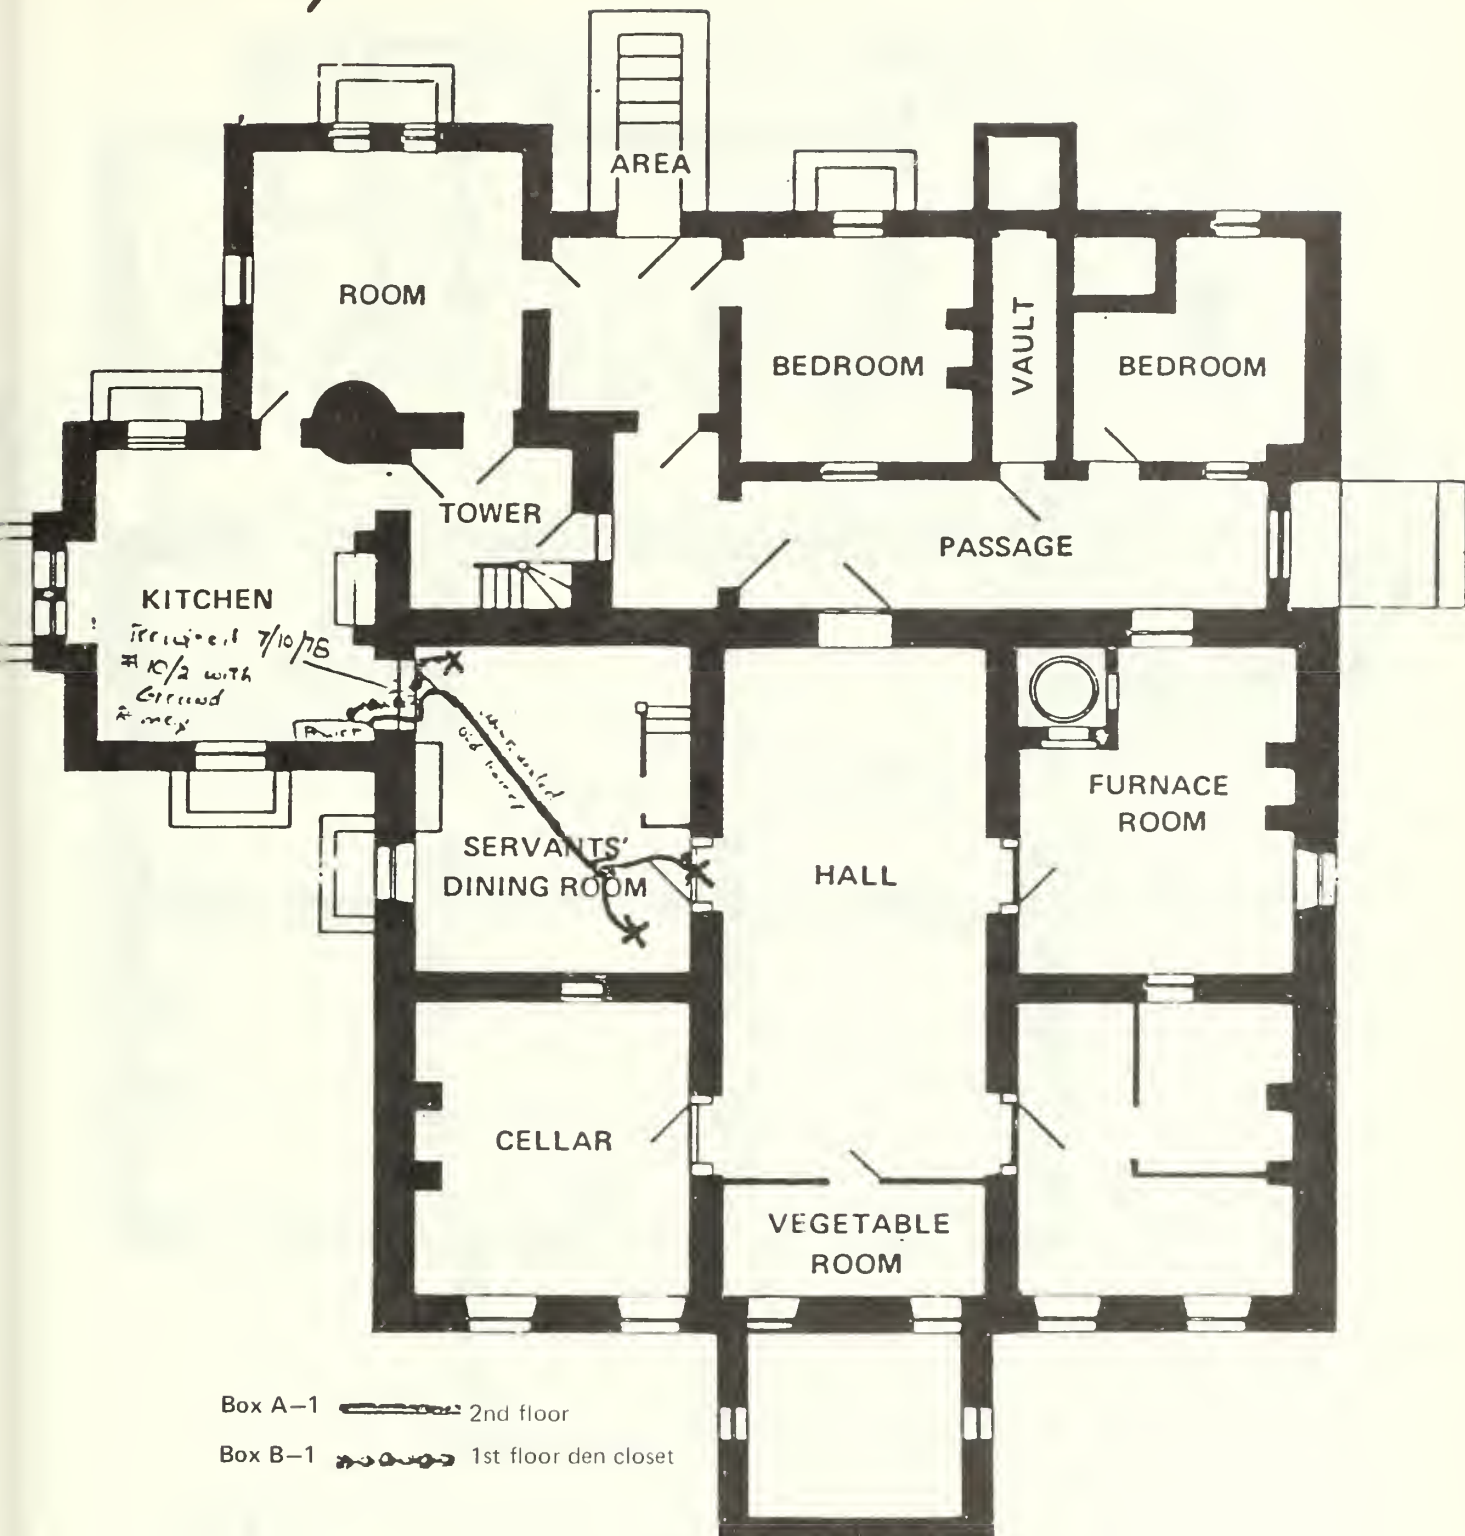 AREA
ROOM
BEDROOM
VAULT
BEDROOM
TOWER
PASSAGE
KITCHEN
7/10/78
# 10/2 with
Ground
SERVANTS'
DINING ROOM
HALL
FURNACE
ROOM
CELLAR
VEGETABLE
ROOM
Box A–1 2nd floor
Box B–1 1st floor den closet